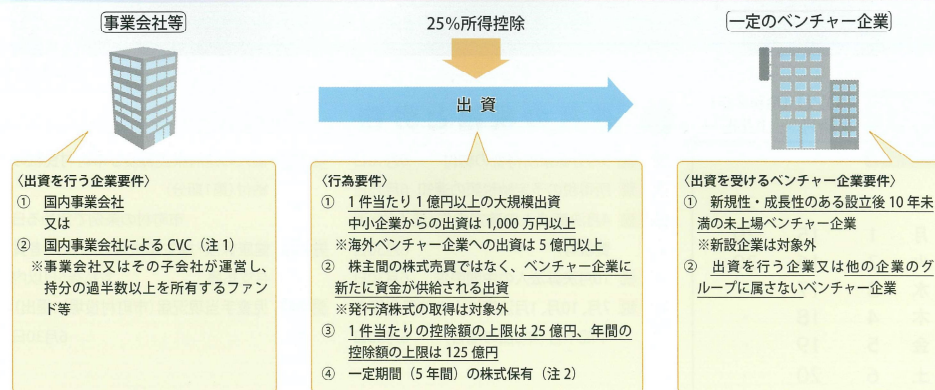 事業会社等
25%所得控除
一定のベンチャー企業
出 資
〈出資を行う企業要件〉
① 国内事業会社
又は
② 国内事業会社による CVC（注 1）
※事業会社又はその子会社が運営し、
持分の過半数以上を所有するファン
ド等
〈行為要件〉
① 1 件当たり 1 億円以上の大規模出資
中小企業からの出資は 1,000 万円以上
※海外ベンチャー企業への出資は 5 億円以上
② 株主間の株式売買ではなく、ベンチャー企業に
新たに資金が供給される出資
※発行済株式の取得は対象外
③ 1 件当たりの控除額の上限は 25 億円、年間の
控除額の上限は 125 億円
④ 一定期間（5 年間）の株式保有（注 2）
〈出資を受けるベンチャー企業要件〉
① 新規性・成長性のある設立後 10 年未
満の未上場ベンチャー企業
※新設企業は対象外
② 出資を行う企業又は他の企業のグ
ループに属さないベンチャー企業